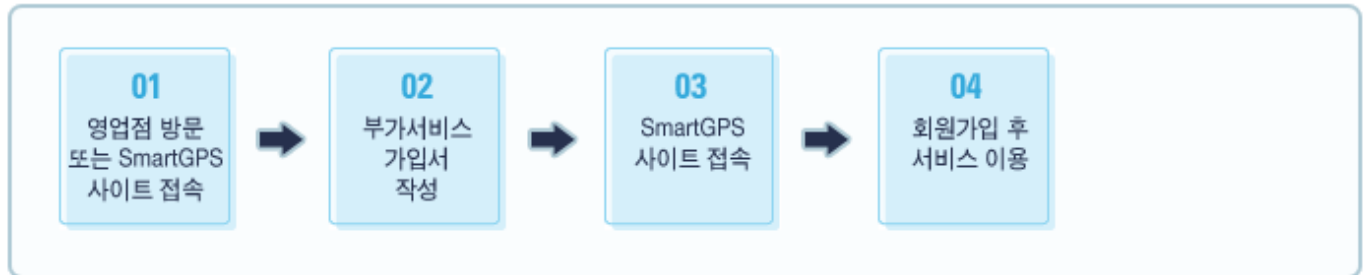 01
영업점 방문
또는 SmartGPS
사이트 접속
02
부가서비스
가입서
작성
03
SmartGPS
사이트 접속
04
회원가입 후
서비스 이용